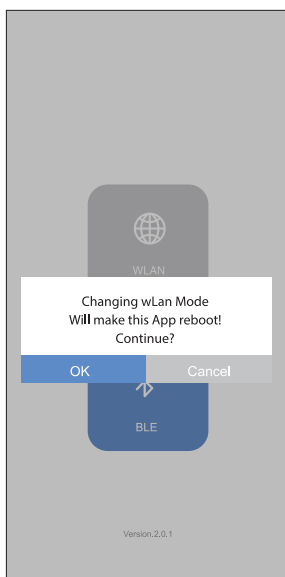 WLAN
Changing wLan Mode
Will make this App reboot!
Continue?
OK
Cancel
BLE
Version.2.0.1